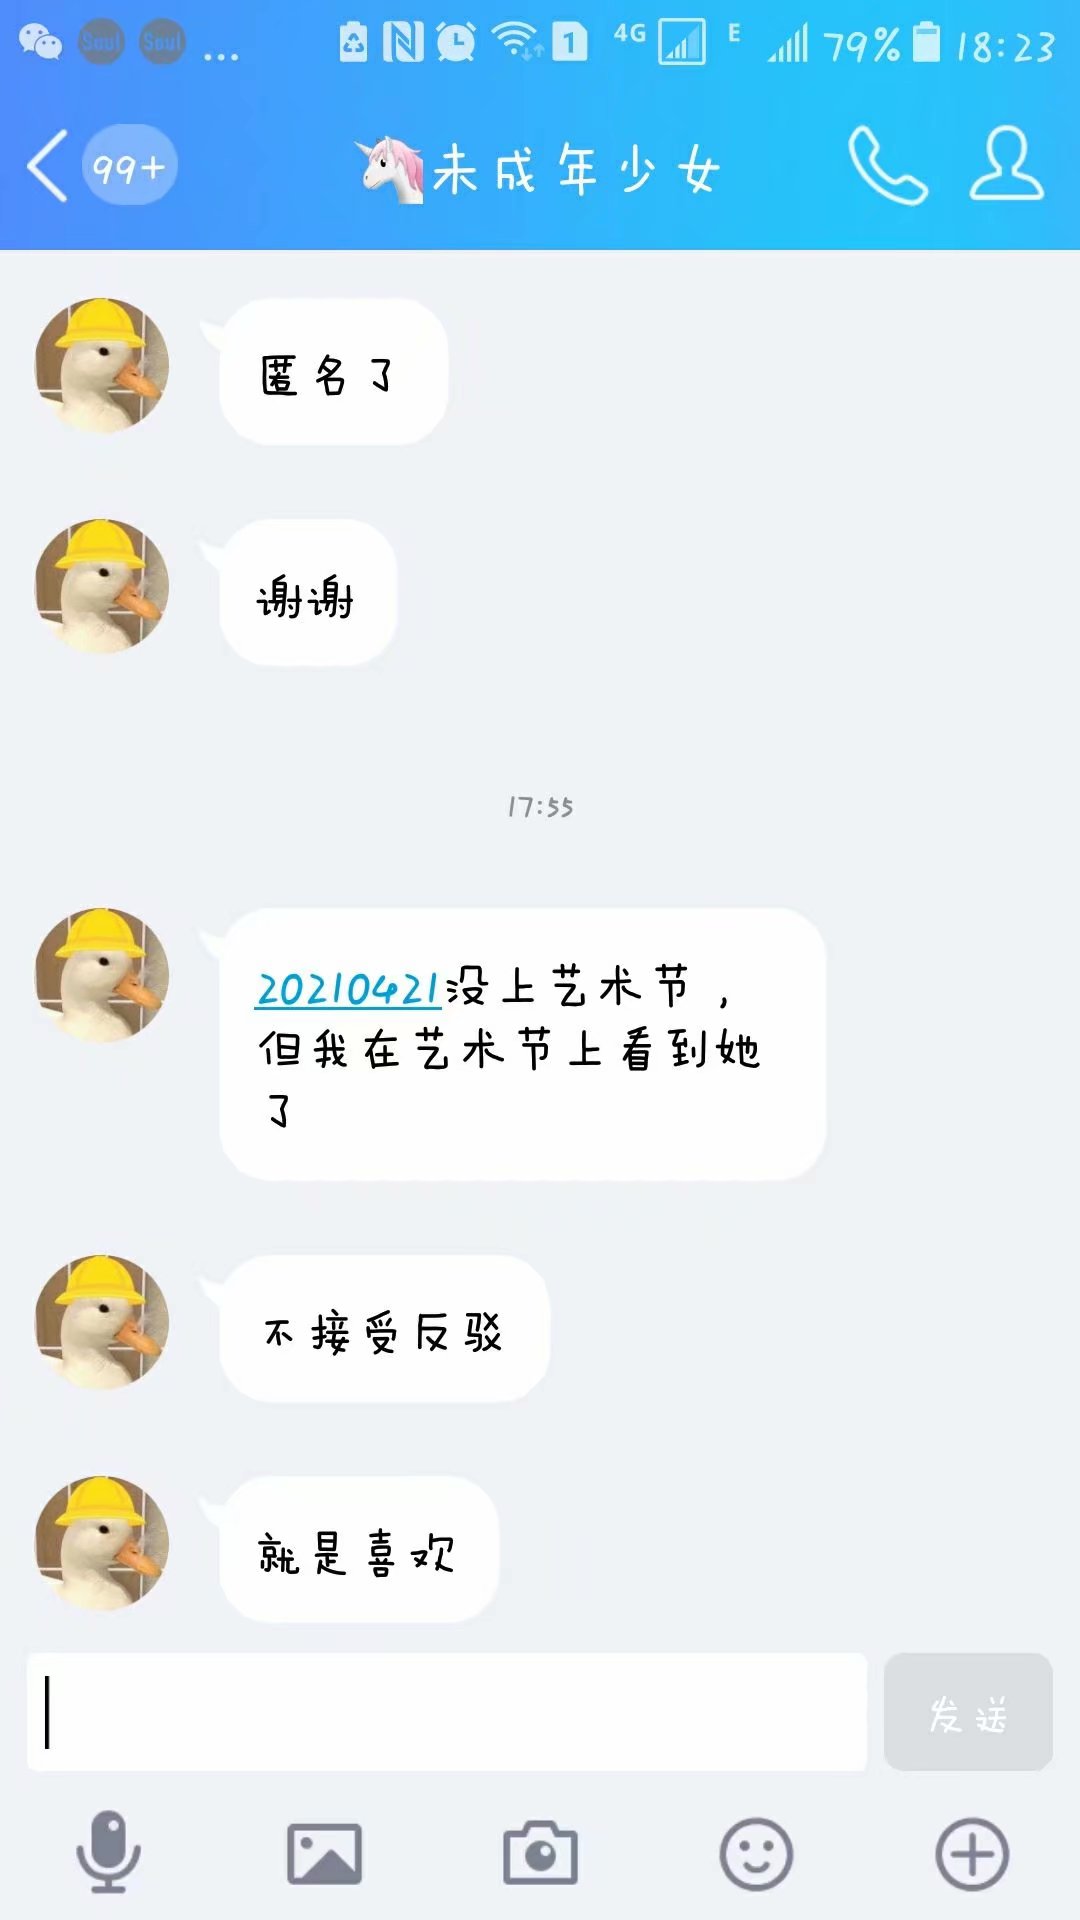 Soul Soul ... 1 4G E 79% 18:23
99+ 🦄未成年少女
匿名了
谢谢
17:55
20210421没上艺术节，
但我在艺术节上看到她
了
不接受反驳
就是喜欢
发送